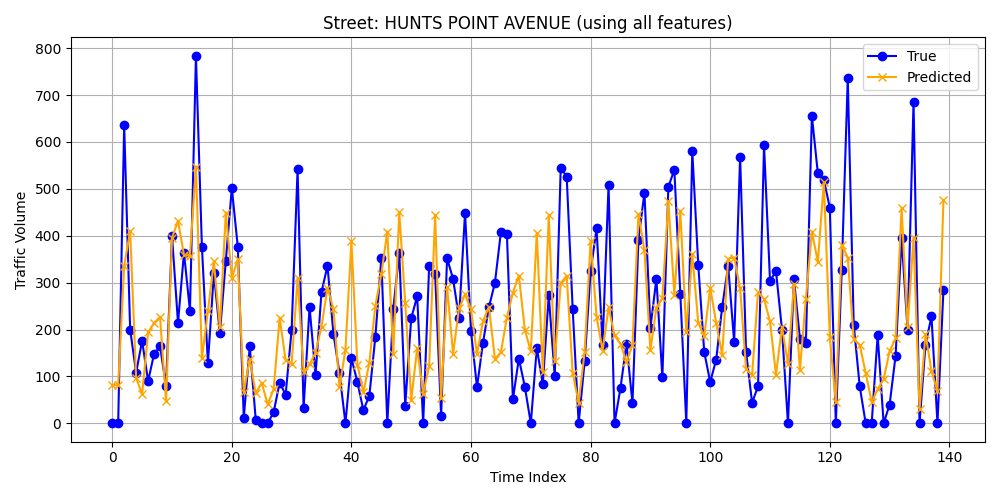 Street: HUNTS POINT AVENUE (using all features)
True
Predicted
Traffic Volume
800
700
600
500
400
300
200
100
0
0 20 40 60 80 100 120 140
Time Index